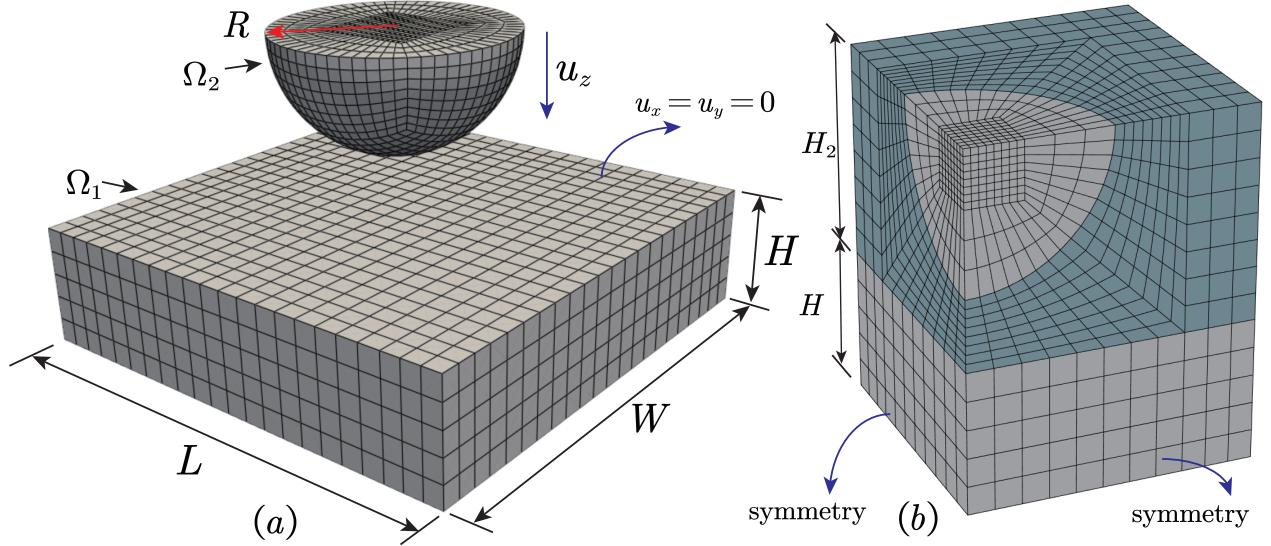 R
Ω₂
u_z
u_x = u_y = 0
Ω₁
H
W
L
(a)
H₂
H
symmetry
(b)
symmetry